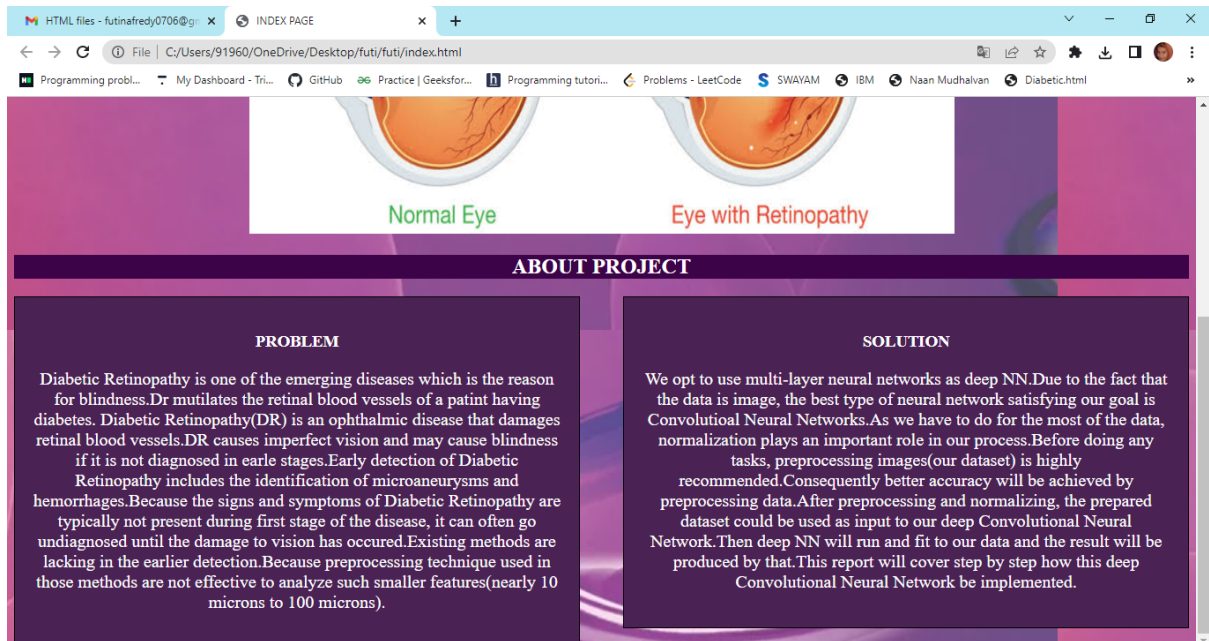 HTML files - futinafredy0706@gm
INDEX PAGE
File | C:/Users/91960/OneDrive/Desktop/futi/futi/index.html
Programming probl... My Dashboard - Tri... GitHub Practice | Geeksfor... Programming tutori... Problems - LeetCode SWAYAM IBM Naan Mudhalvan Diabetic.html »
Normal Eye
Eye with Retinopathy
ABOUT PROJECT
PROBLEM
Diabetic Retinopathy is one of the emerging diseases which is the reason
for blindness.Dr mutilates the retinal blood vessels of a patint having
diabetes. Diabetic Retinopathy(DR) is an ophthalmic disease that damages
retinal blood vessels.DR causes imperfect vision and may cause blindness
if it is not diagnosed in earle stages.Early detection of Diabetic
Retinopathy includes the identification of microaneurysms and
hemorrhages.Because the signs and symptoms of Diabetic Retinopathy are
typically not present during first stage of the disease, it can often go
undiagnosed until the damage to vision has occured.Existing methods are
lacking in the earlier detection.Because preprocessing technique used in
those methods are not effective to analyze such smaller features(nearly 10
microns to 100 microns).
SOLUTION
We opt to use multi-layer neural networks as deep NN.Due to the fact that
the data is image, the best type of neural network satisfying our goal is
Convolutioal Neural Networks.As we have to do for the most of the data,
normalization plays an important role in our process.Before doing any
tasks, preprocessing images(our dataset) is highly
recommended.Consequently better accuracy will be achieved by
preprocessing data.After preprocessing and normalizing, the prepared
dataset could be used as input to our deep Convolutional Neural
Network.Then deep NN will run and fit to our data and the result will be
produced by that.This report will cover step by step how this deep
Convolutional Neural Network be implemented.